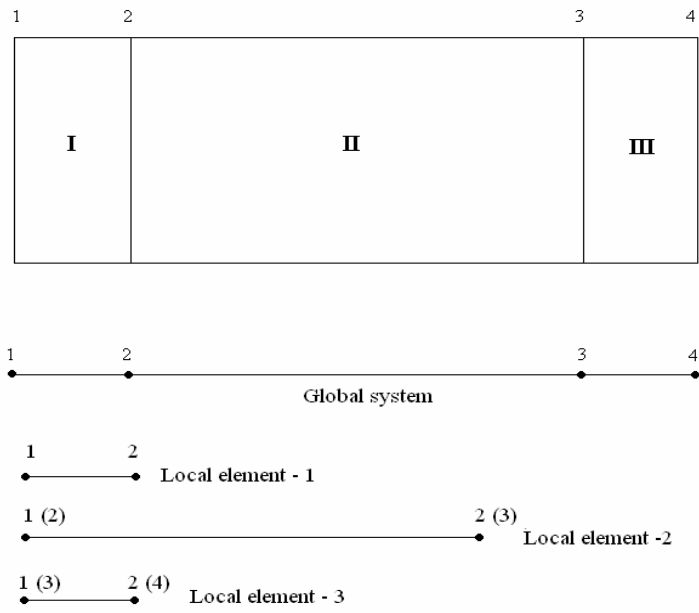 1 2 3 4
I II III
1 2 3 4
Global system
1 2
Local element - 1
1 (2) 2 (3)
Local element -2
1 (3) 2 (4)
Local element - 3